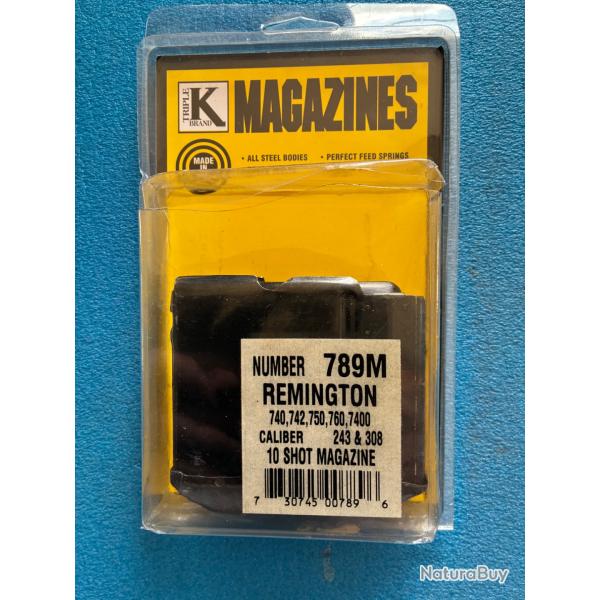 TRIPLE
K
BRAND
MAGAZINES
MADE
IN
• ALL STEEL BODIES • PERFECT FEED SPRINGS
NUMBER 789M
REMINGTON
740,742,750,760,7400
CALIBER 243 & 308
10 SHOT MAGAZINE
7 30745 00789 6
NaturaBuy